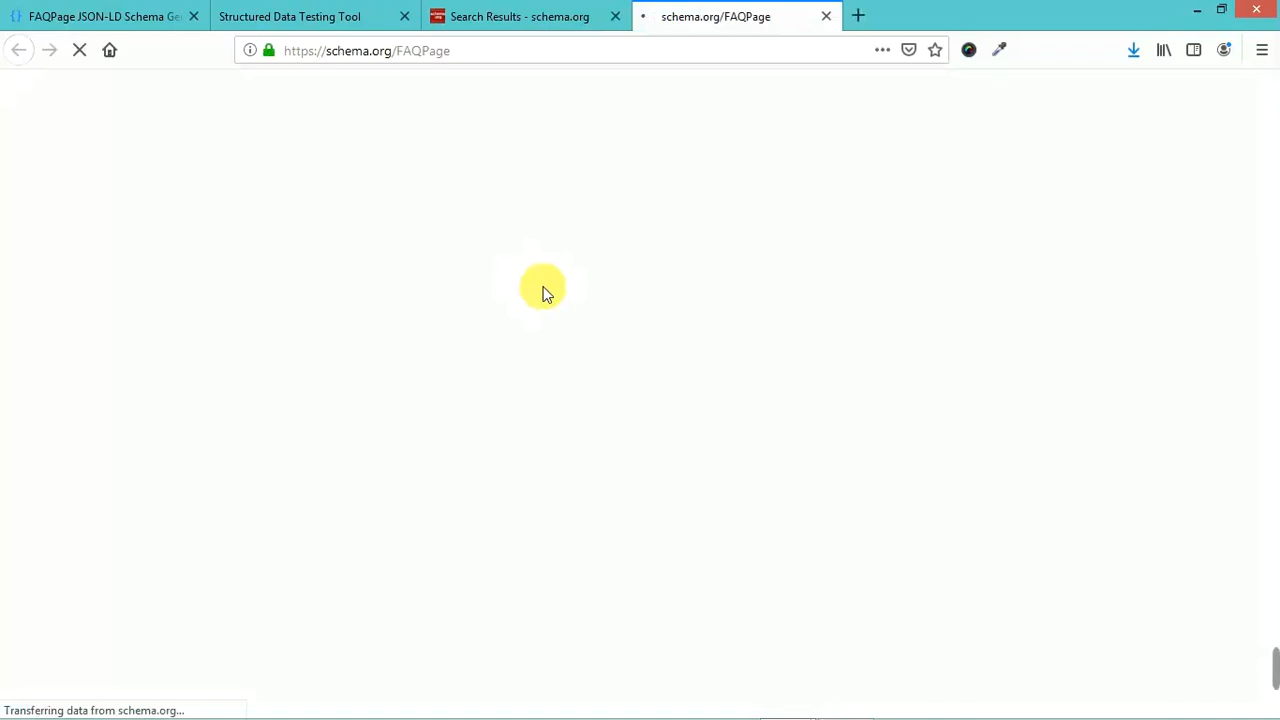 FAQPage JSON-LD Schema Ge
Structured Data Testing Tool
Search Results - schema.org
schema.org/FAQPage
https://schema.org/FAQPage
Transferring data from schema.org...